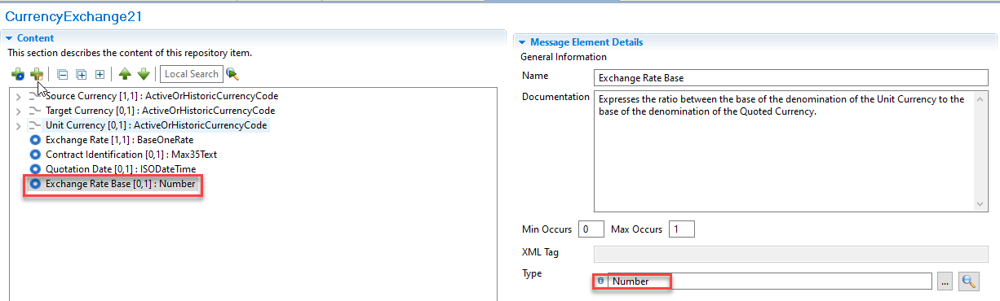 CurrencyExchange21
Content
This section describes the content of this repository item.
Local Search
Source Currency [1,1] : ActiveOrHistoricCurrencyCode
Target Currency [0,1] : ActiveOrHistoricCurrencyCode
Unit Currency [0,1] : ActiveOrHistoricCurrencyCode
Exchange Rate [1,1] : BaseOneRate
Contract Identification [0,1] : Max35Text
Quotation Date [0,1] : ISODateTime
Exchange Rate Base [0,1] : Number
Message Element Details
General Information
Name Exchange Rate Base
Documentation Expresses the ratio between the base of the denomination of the Unit Currency to the
base of the denomination of the Quoted Currency.
Min Occurs 0 Max Occurs 1
XML Tag
Type Number ...